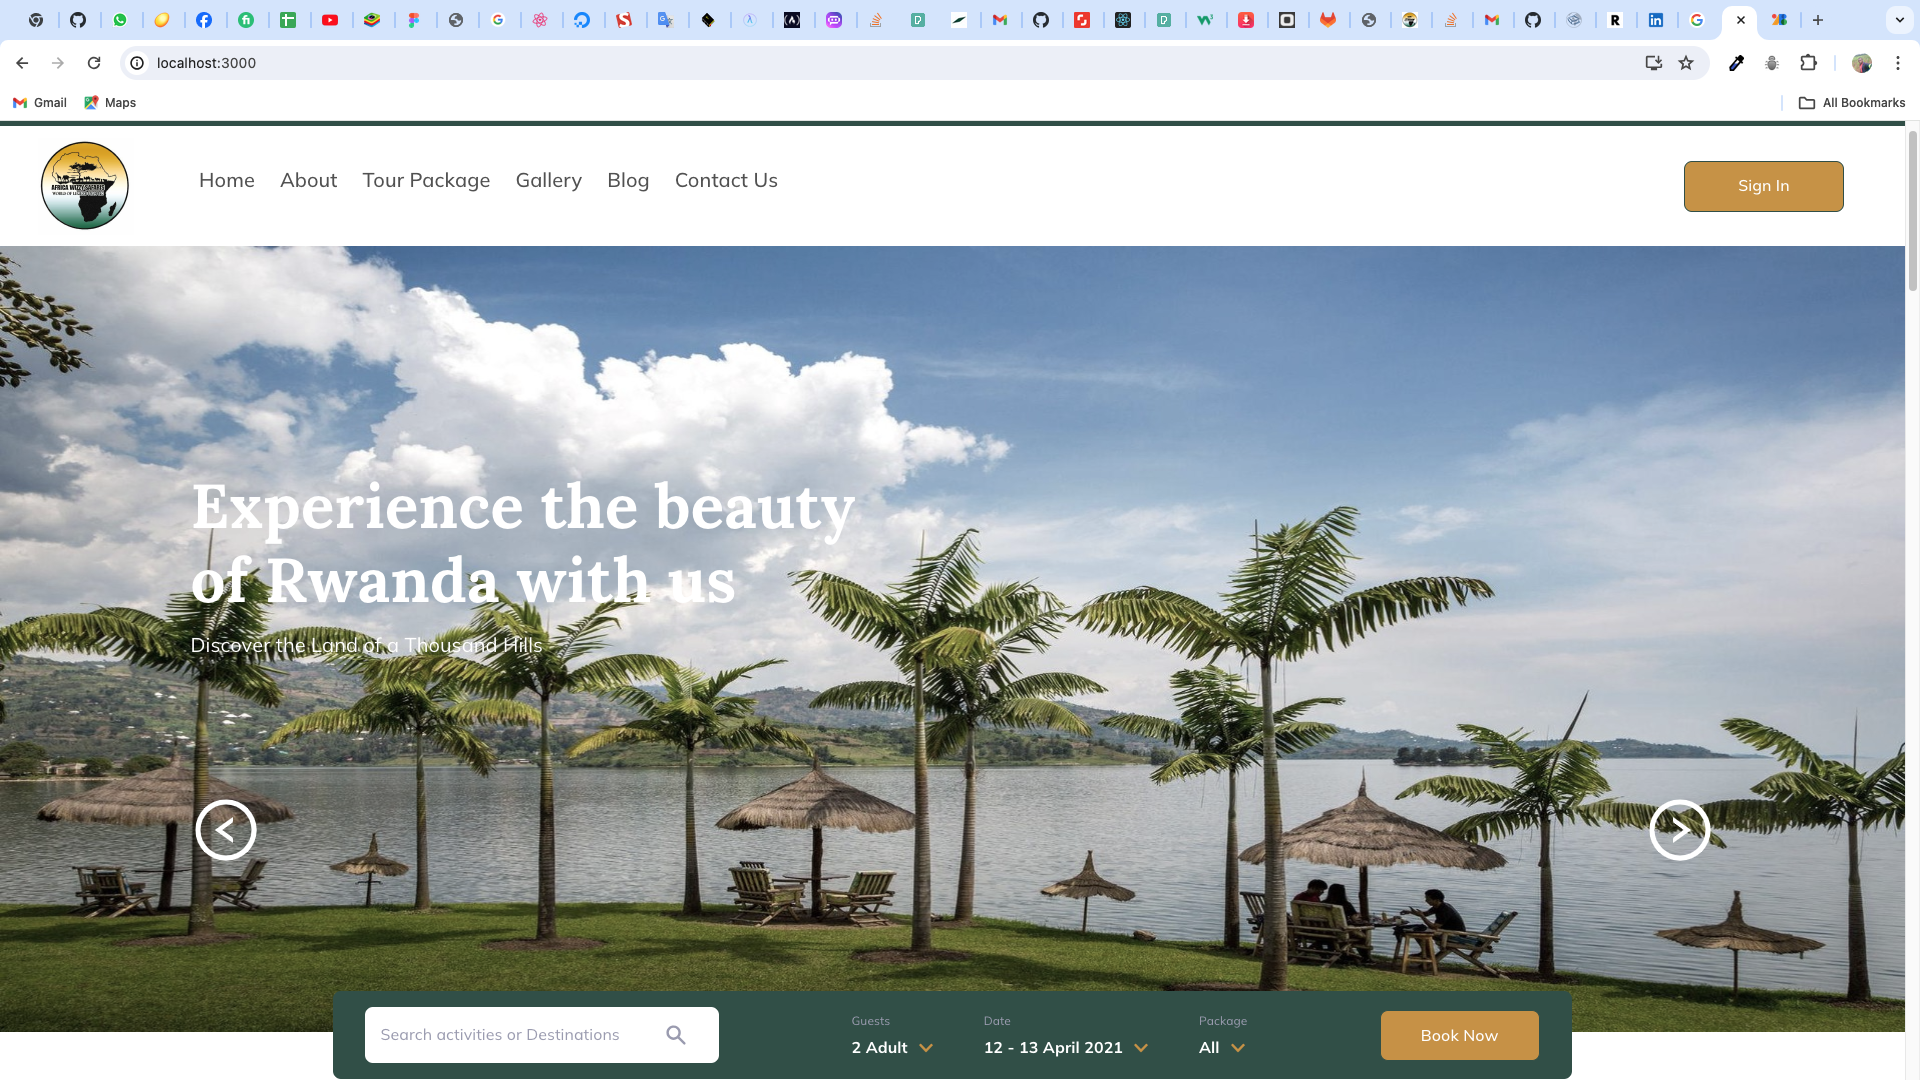 localhost:3000
Gmail
Maps
All Bookmarks
Home
About
Tour Package
Gallery
Blog
Contact Us
Sign In
Experience the beauty
of Rwanda with us
Discover the Land of a Thousand Hills
Search activities or Destinations
Guests
2 Adult
Date
12 - 13 April 2021
Package
All
Book Now